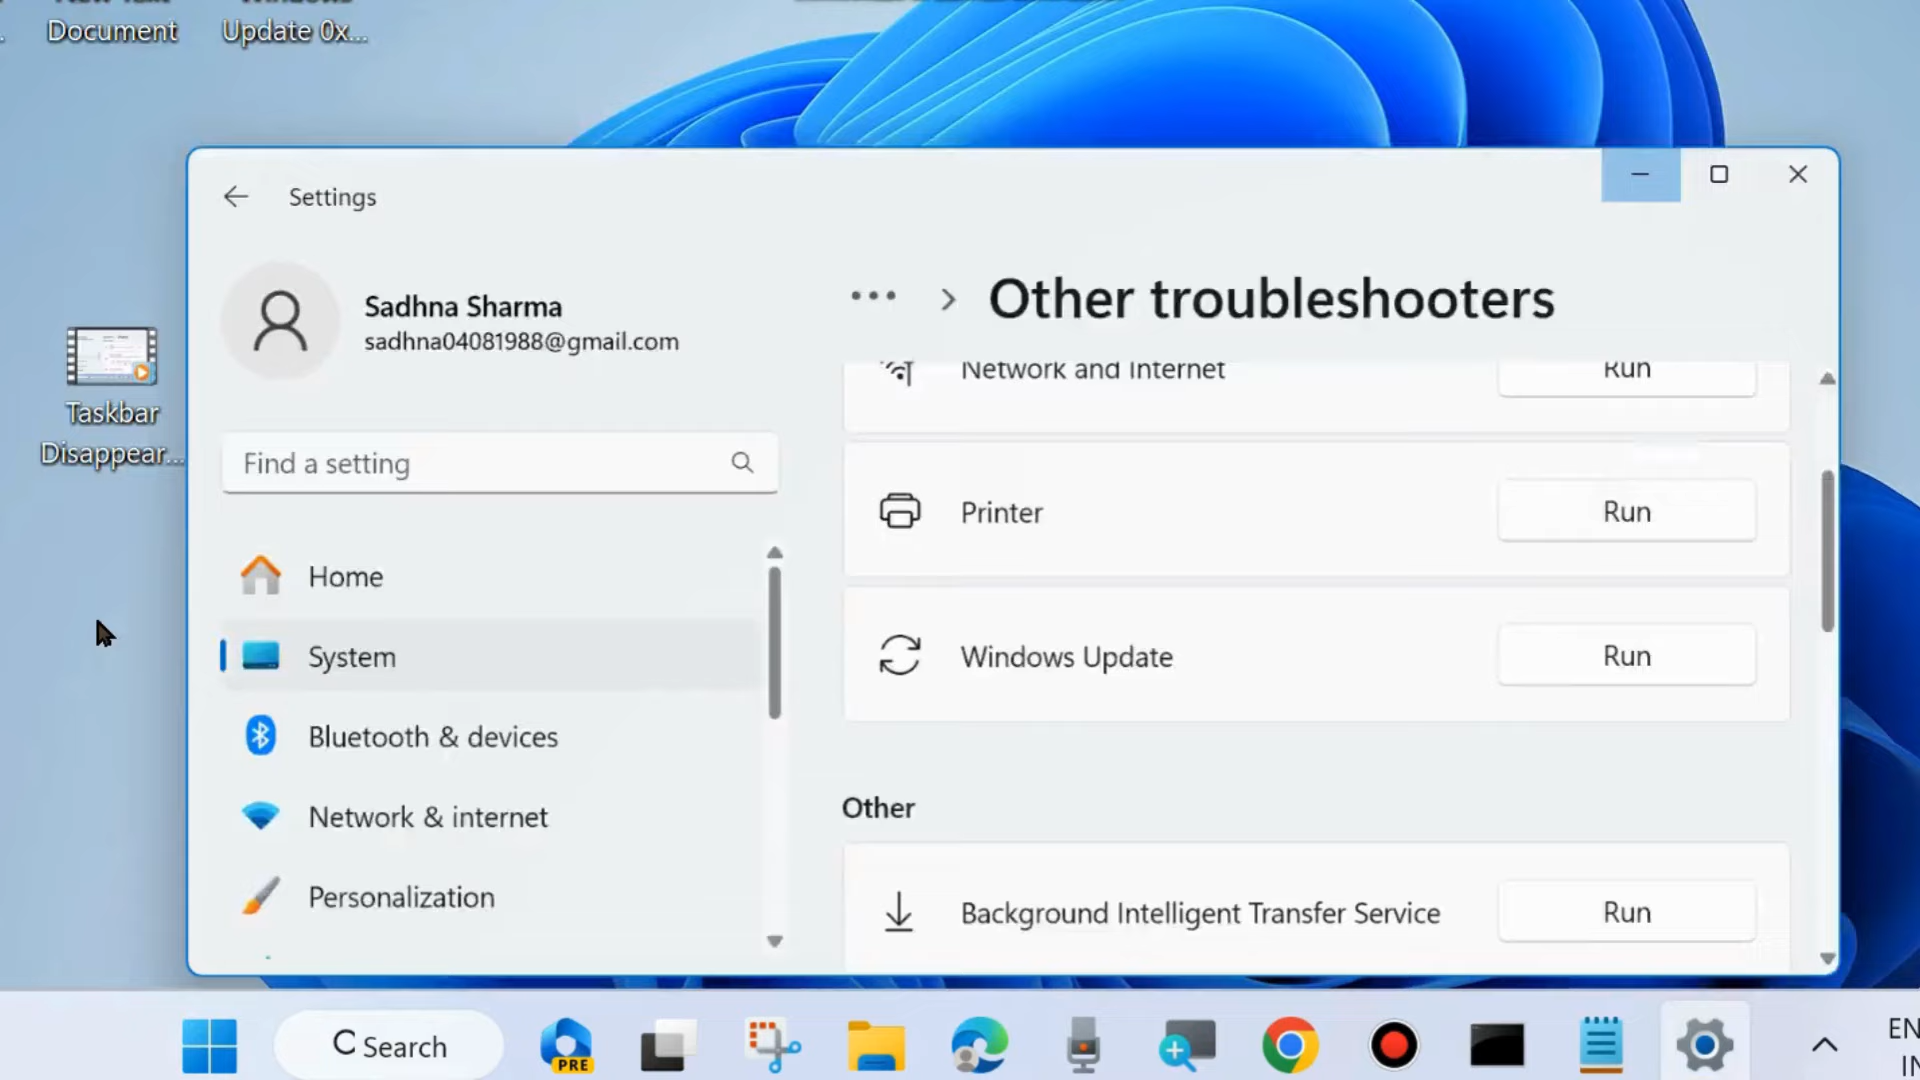 Document
Update 0x...
Settings
Sadhna Sharma
sadhna04081988@gmail.com
Other troubleshooters
Network and Internet
Run
Taskbar
Disappear...
Find a setting
Printer
Run
Home
System
Windows Update
Run
Bluetooth & devices
Network & internet
Other
Personalization
Background Intelligent Transfer Service
Run
Search
PRE
EN
IN